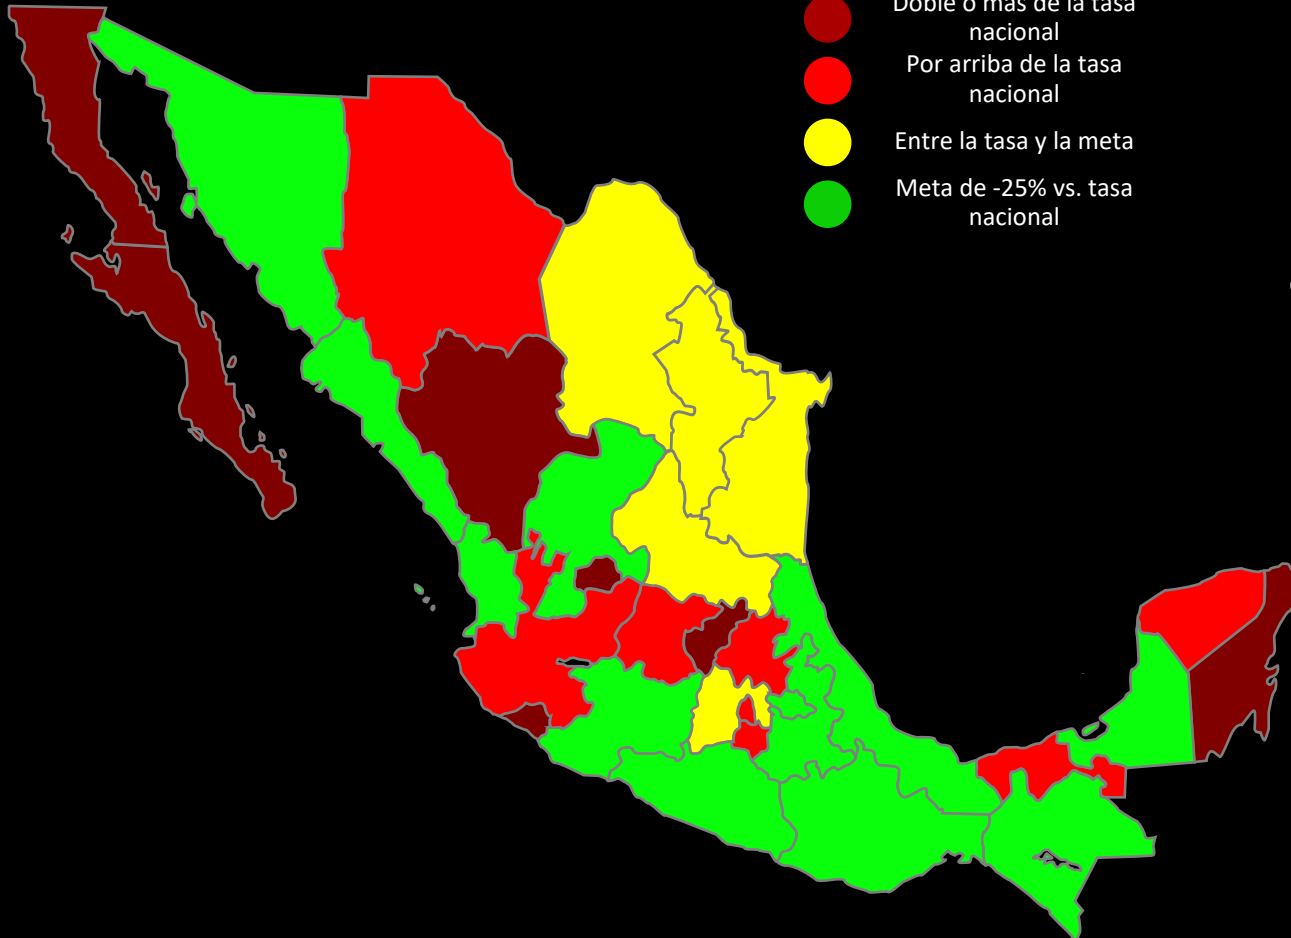 Doble o más de la tasa
nacional
Por arriba de la tasa
nacional
Entre la tasa y la meta
Meta de -25% vs. tasa
nacional